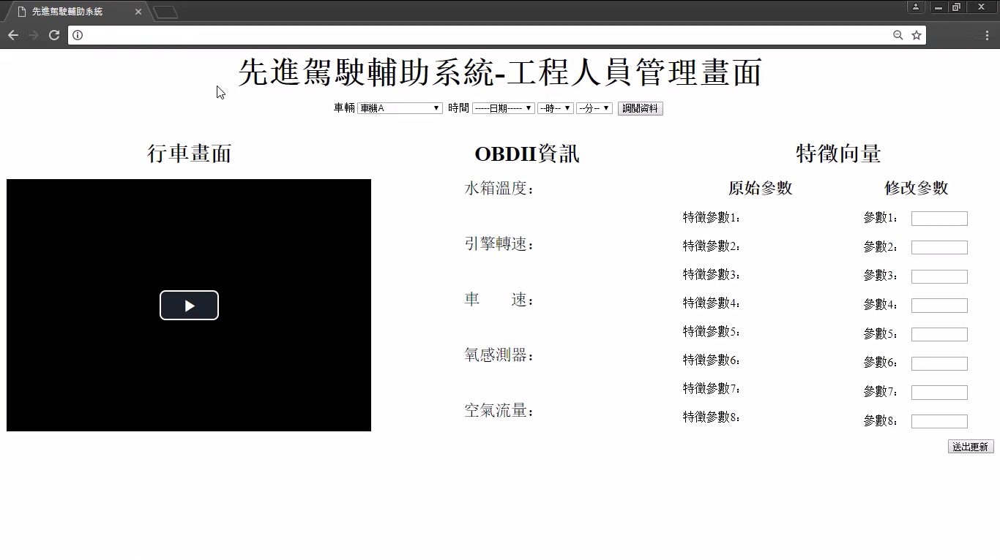 先進駕駛輔助系統
先進駕駛輔助系統-工程人員管理畫面
車輛 車機A 時間 -----日期----- --時-- --分-- 調閱資料
行車畫面
OBDII資訊
特徵向量
水箱溫度：
引擎轉速：
車　　速：
氧感測器：
空氣流量：
原始參數
特徵參數1：
特徵參數2：
特徵參數3：
特徵參數4：
特徵參數5：
特徵參數6：
特徵參數7：
特徵參數8：
修改參數
參數1：
參數2：
參數3：
參數4：
參數5：
參數6：
參數7：
參數8：
送出更新